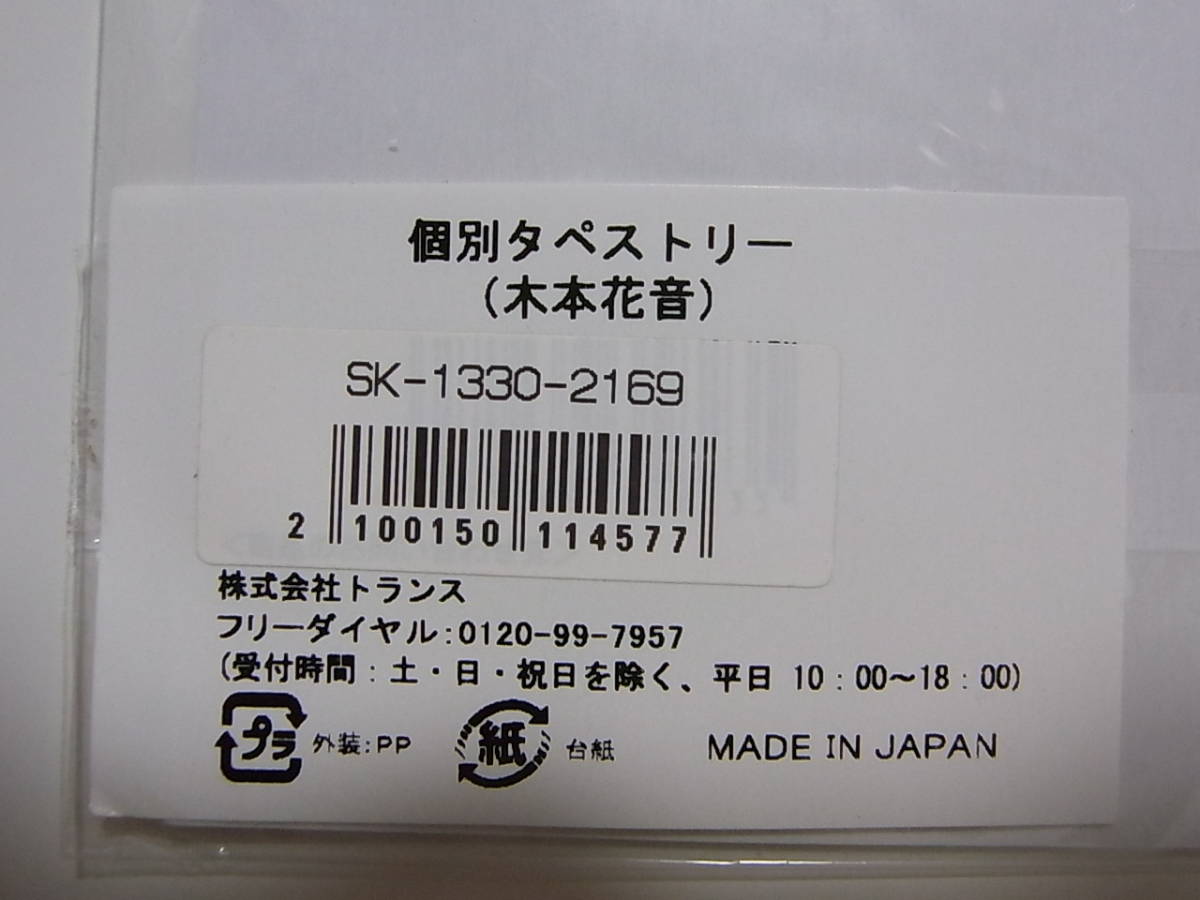 個別タペストリー
(木本花音)
SK-1330-2169
2 100150 114577
株式会社トランス
フリーダイヤル:0120-99-7957
(受付時間:土・日・祝日を除く、平日 10:00~18:00)
プラ 外装:PP 紙 台紙 MADE IN JAPAN